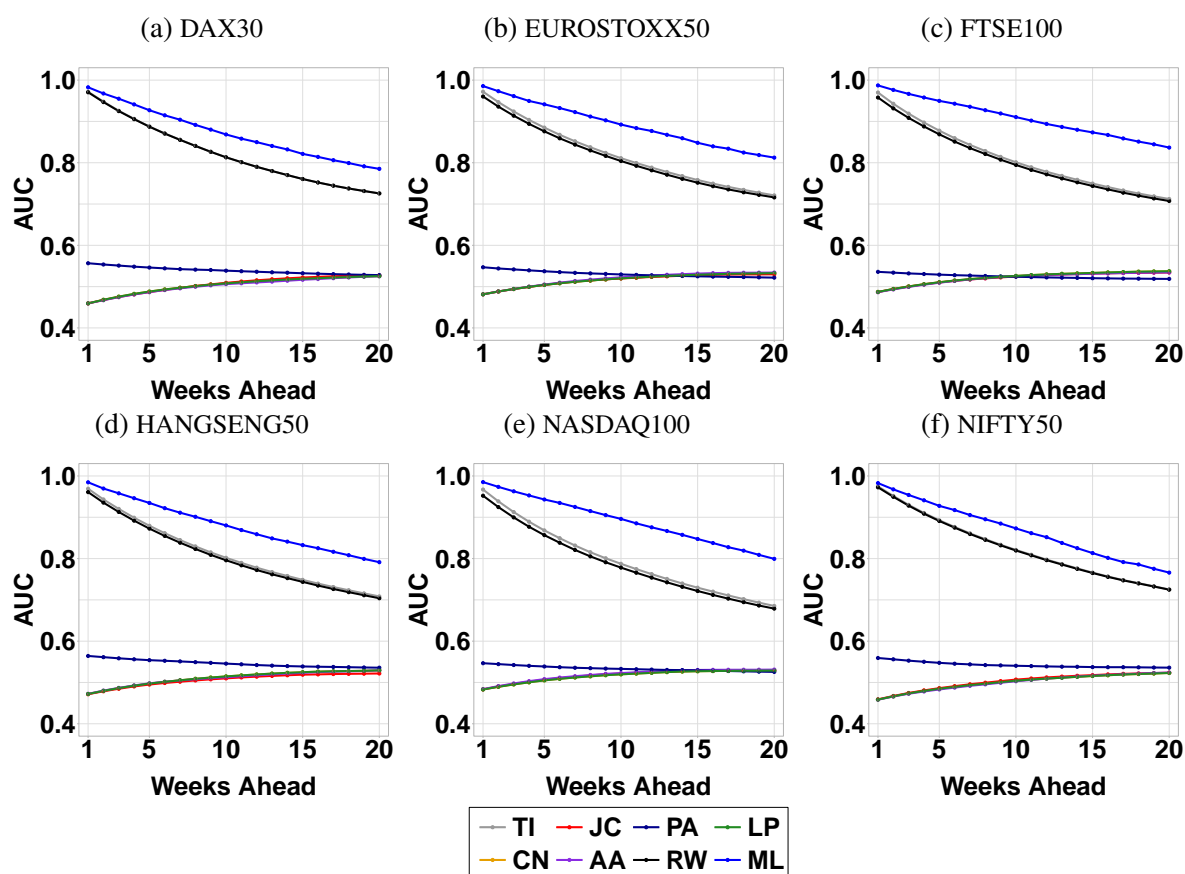 (a) DAX30
(b) EUROSTOXX50
(c) FTSE100
AUC
1.0
0.8
0.6
0.4
1 5 10 15 20
Weeks Ahead
AUC
1.0
0.8
0.6
0.4
1 5 10 15 20
Weeks Ahead
AUC
1.0
0.8
0.6
0.4
1 5 10 15 20
Weeks Ahead
(d) HANGSENG50
(e) NASDAQ100
(f) NIFTY50
AUC
1.0
0.8
0.6
0.4
1 5 10 15 20
Weeks Ahead
AUC
1.0
0.8
0.6
0.4
1 5 10 15 20
Weeks Ahead
AUC
1.0
0.8
0.6
0.4
1 5 10 15 20
Weeks Ahead
TI JC PA LP
CN AA RW ML